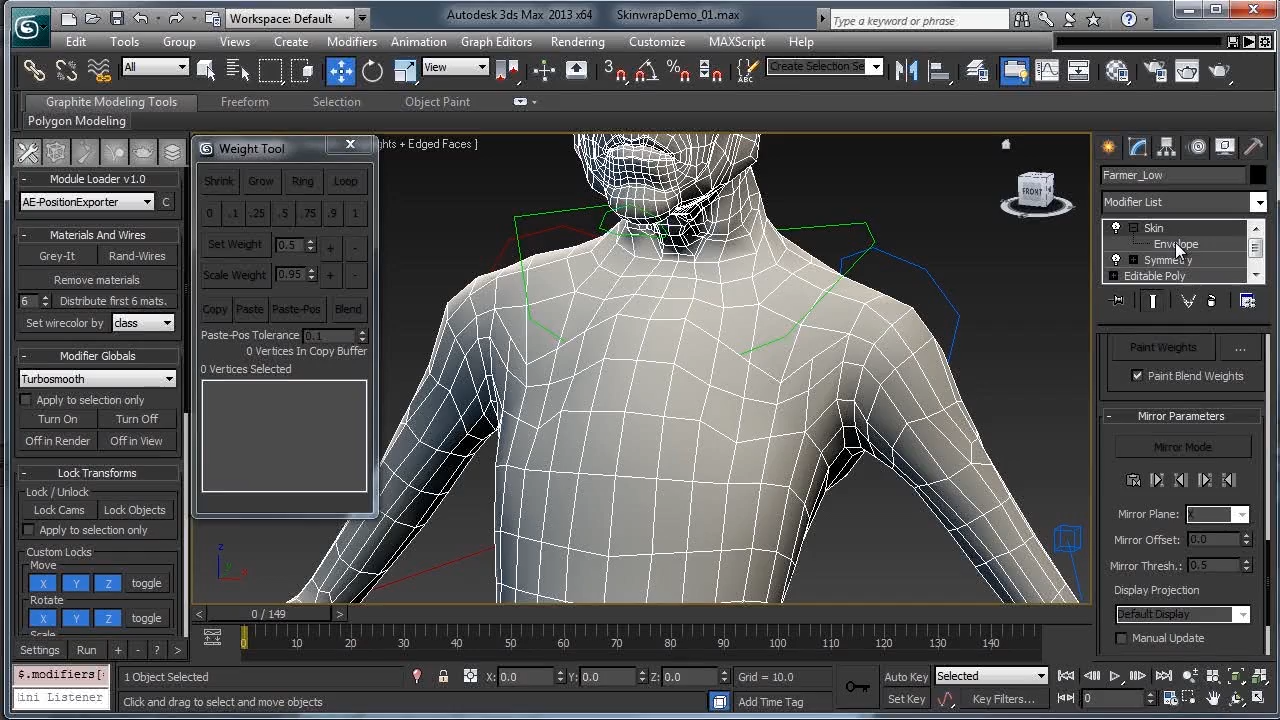 Workspace: Default
Autodesk 3ds Max 2013 x64 SkinwrapDemo_01.max
Type a keyword or phrase
Edit Tools Group Views Create Modifiers Animation Graph Editors Rendering Customize MAXScript Help
All
View
3
Create Selection Se
Graphite Modeling Tools Freeform Selection Object Paint
Polygon Modeling
Module Loader v1.0
AE-PositionExporter C
Materials And Wires
Grey-It Rand-Wires
Remove materials
6 Distribute first 6 mats.
Set wirecolor by class
Modifier Globals
Turbosmooth
Apply to selection only
Turn On Turn Off
Off in Render Off in View
Lock Transforms
Lock / Unlock
Lock Cams Lock Objects
Apply to selection only
Custom Locks
Move
X Y Z toggle
Rotate
X Y Z toggle
Scale
Settings Run + - ? >
Weight Tool
Shrink Grow Ring Loop
0 .1 .25 .5 .75 .9 1
Set Weight 0.5 + -
Scale Weight 0.95 + -
Copy Paste Paste-Pos Blend
Paste-Pos Tolerance 0.1
0 Vertices In Copy Buffer
0 Vertices Selected
ghts + Edged Faces ]
FRONT
z
x
Farmer_Low
Modifier List
Skin
Envelope
Symmetry
Editable Poly
Paint Weights ...
Paint Blend Weights
Mirror Parameters
Mirror Mode
Mirror Plane: X
Mirror Offset: 0.0
Mirror Thresh.: 0.5
Display Projection
Default Display
Manual Update
< 0 / 149 >
0 10 20 30 40 50 60 70 80 90 100 110 120 130 140
$.modifiers[
ini Listener
1 Object Selected
X: 0.0 Y: 0.0 Z: 0.0 Grid = 10.0
Click and drag to select and move objects
Add Time Tag
Auto Key Selected
Set Key Key Filters...
0